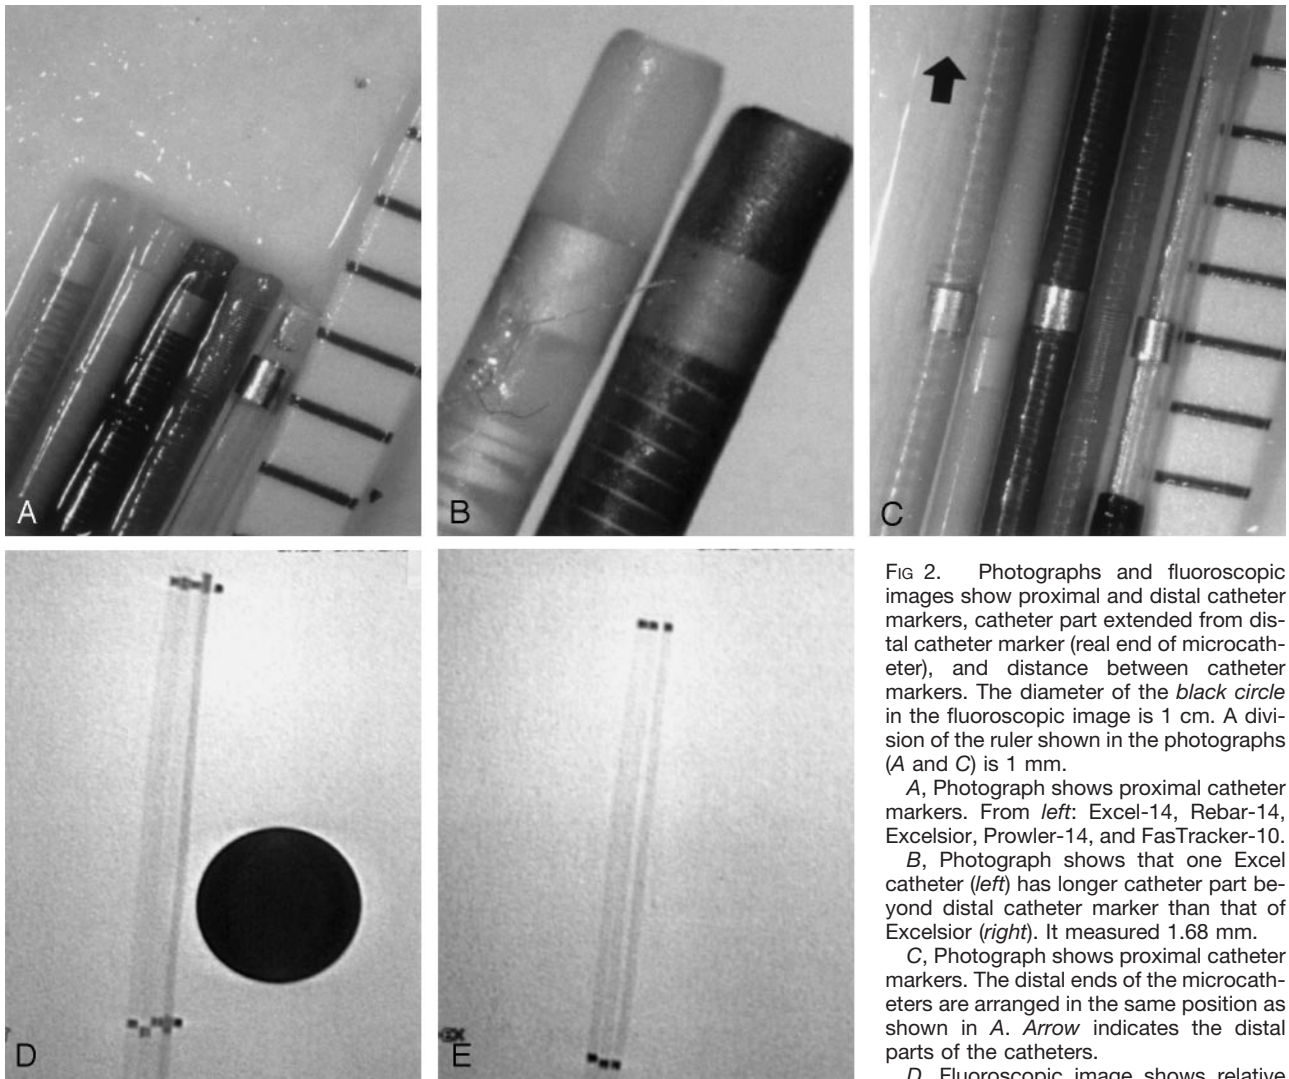 A
B
C
D
E
FIG 2. Photographs and fluoroscopic
images show proximal and distal catheter
markers, catheter part extended from dis-
tal catheter marker (real end of microcath-
eter), and distance between catheter
markers. The diameter of the black circle
in the fluoroscopic image is 1 cm. A divi-
sion of the ruler shown in the photographs
(A and C) is 1 mm.
A, Photograph shows proximal catheter
markers. From left: Excel-14, Rebar-14,
Excelsior, Prowler-14, and FasTracker-10.
B, Photograph shows that one Excel
catheter (left) has longer catheter part be-
yond distal catheter marker than that of
Excelsior (right). It measured 1.68 mm.
C, Photograph shows proximal catheter
markers. The distal ends of the microcath-
eters are arranged in the same position as
shown in A. Arrow indicates the distal
parts of the catheters.
D, Fluoroscopic image shows relative